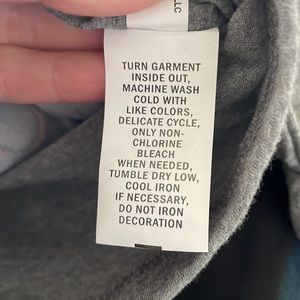 LLC
TURN GARMENT
INSIDE OUT,
MACHINE WASH
COLD WITH
LIKE COLORS,
DELICATE CYCLE,
ONLY NON-
CHLORINE
BLEACH
WHEN NEEDED,
TUMBLE DRY LOW,
COOL IRON
IF NECESSARY,
DO NOT IRON
DECORATION